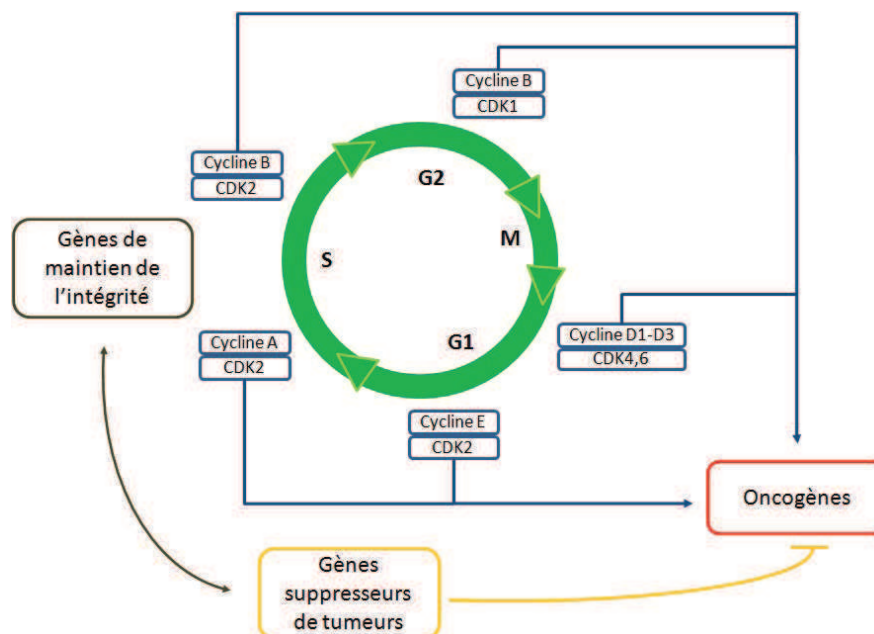 Cycline B
CDK1
Cycline B
CDK2
G2
M
S
G1
Gènes de
maintien de
l'intégrité
Cycline A
CDK2
Cycline D1-D3
CDK4,6
Cycline E
CDK2
Oncogènes
Gènes
suppresseurs
de tumeurs